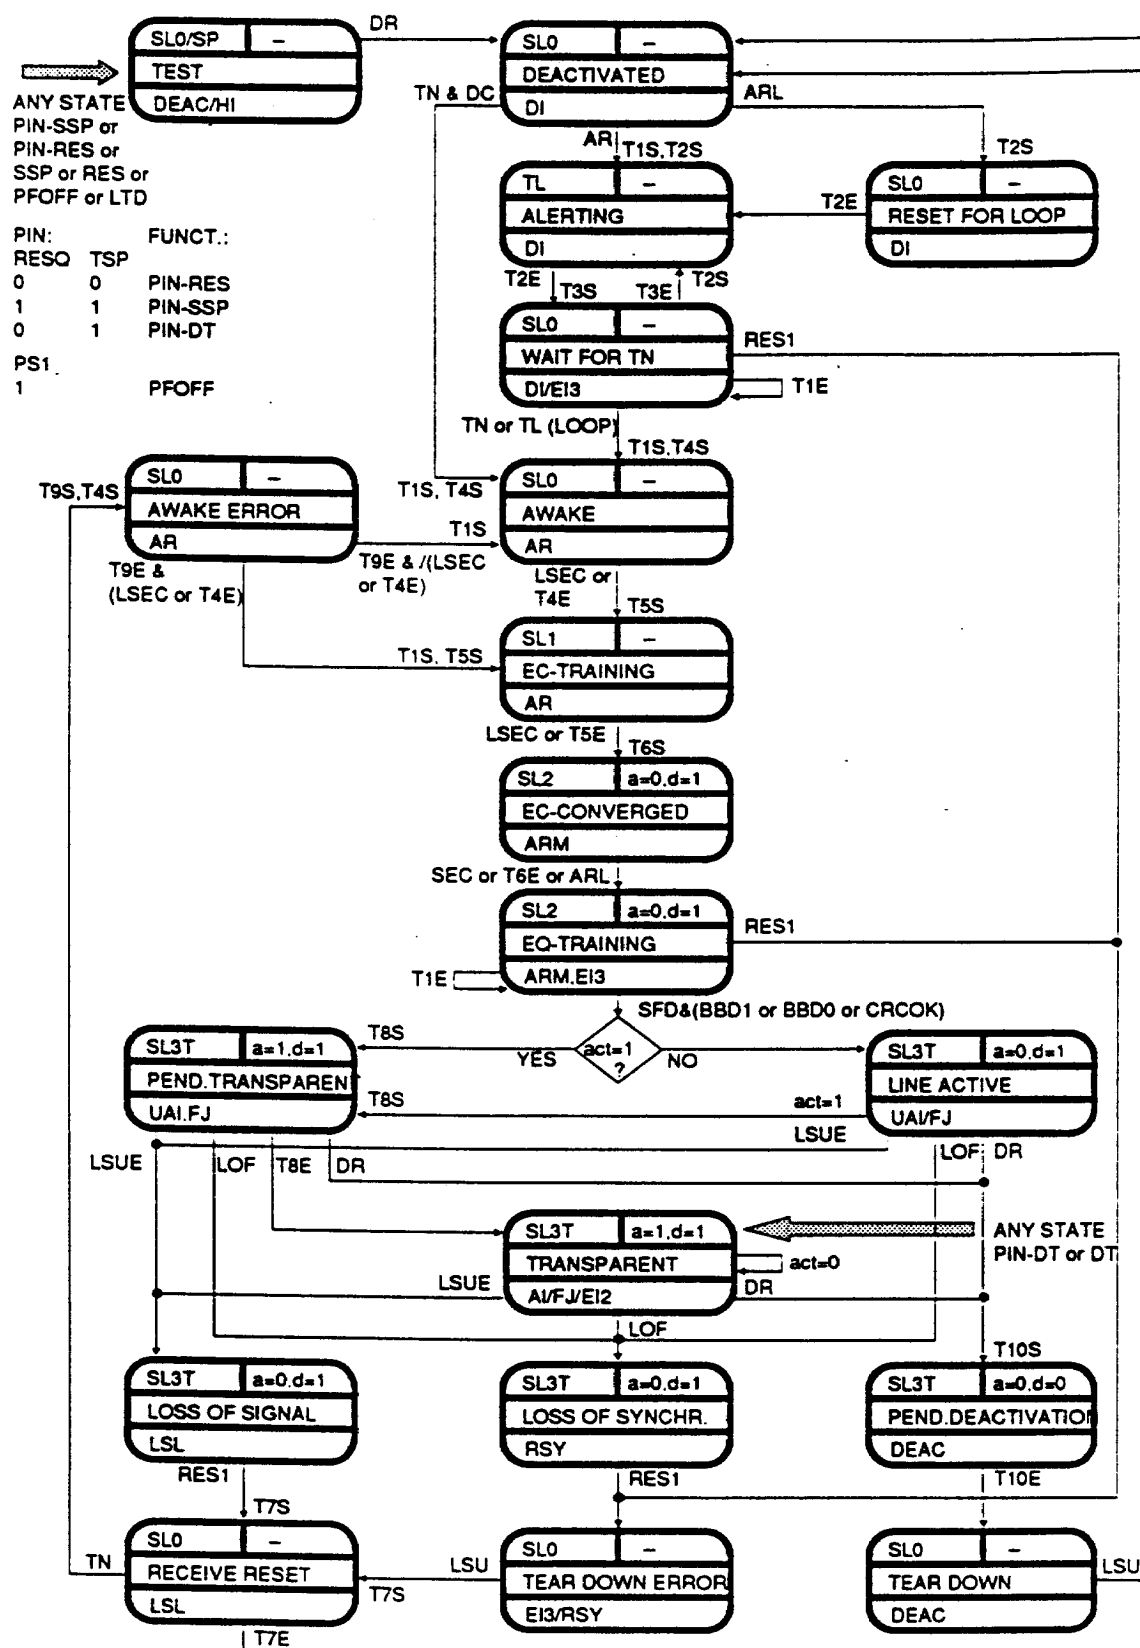 DR
SL0/SP –
TEST
DEAC/HI
SL0 –
DEACTIVATED
DI
ANY STATE
PIN-SSP or
PIN-RES or
SSP or RES or
PFOFF or LTD
TN & DC
ARL
AR
T1S,T2S
T2S
TL –
ALERTING
DI
T2E
SL0 –
RESET FOR LOOP
DI
PIN: FUNCT.:
RESQ TSP
0 0 PIN-RES
1 1 PIN-SSP
0 1 PIN-DT
PS1
1 PFOFF
T2E T3S T3E T2S
SL0 –
WAIT FOR TN
DI/EI3
RES1
T1E
TN or TL (LOOP)
T1S,T4S
T9S,T4S
SL0 –
AWAKE ERROR
AR
T1S, T4S
SL0 –
AWAKE
AR
T1S
T9E & /(LSEC
or T4E)
T9E &
(LSEC or T4E)
LSEC or
T4E
T5S
T1S, T5S
SL1 –
EC-TRAINING
AR
LSEC or T5E
T6S
SL2 a=0,d=1
EC-CONVERGED
ARM
SEC or T6E or ARL
SL2 a=0,d=1
EQ-TRAINING
ARM,EI3
RES1
T1E
SFD&(BBD1 or BBD0 or CRCOK)
T8S
YES
act=1
?
NO
SL3T a=1,d=1
PEND.TRANSPARENT
UAI,FJ
SL3T a=0,d=1
LINE ACTIVE
UAI/FJ
T8S
act=1
LSUE
LSUE LOF T8E DR
LOF DR
SL3T a=1,d=1
TRANSPARENT
AI/FJ/EI2
act=0
ANY STATE
PIN-DT or DT
LSUE
DR
LOF
T10S
SL3T a=0,d=1
LOSS OF SIGNAL
LSL
SL3T a=0,d=1
LOSS OF SYNCHR.
RSY
SL3T a=0,d=0
PEND.DEACTIVATION
DEAC
RES1
T7S
RES1
T10E
TN
SL0 –
RECEIVE RESET
LSL
LSU
T7S
SL0 –
TEAR DOWN ERROR
EI3/RSY
SL0 –
TEAR DOWN
DEAC
LSU
T7E